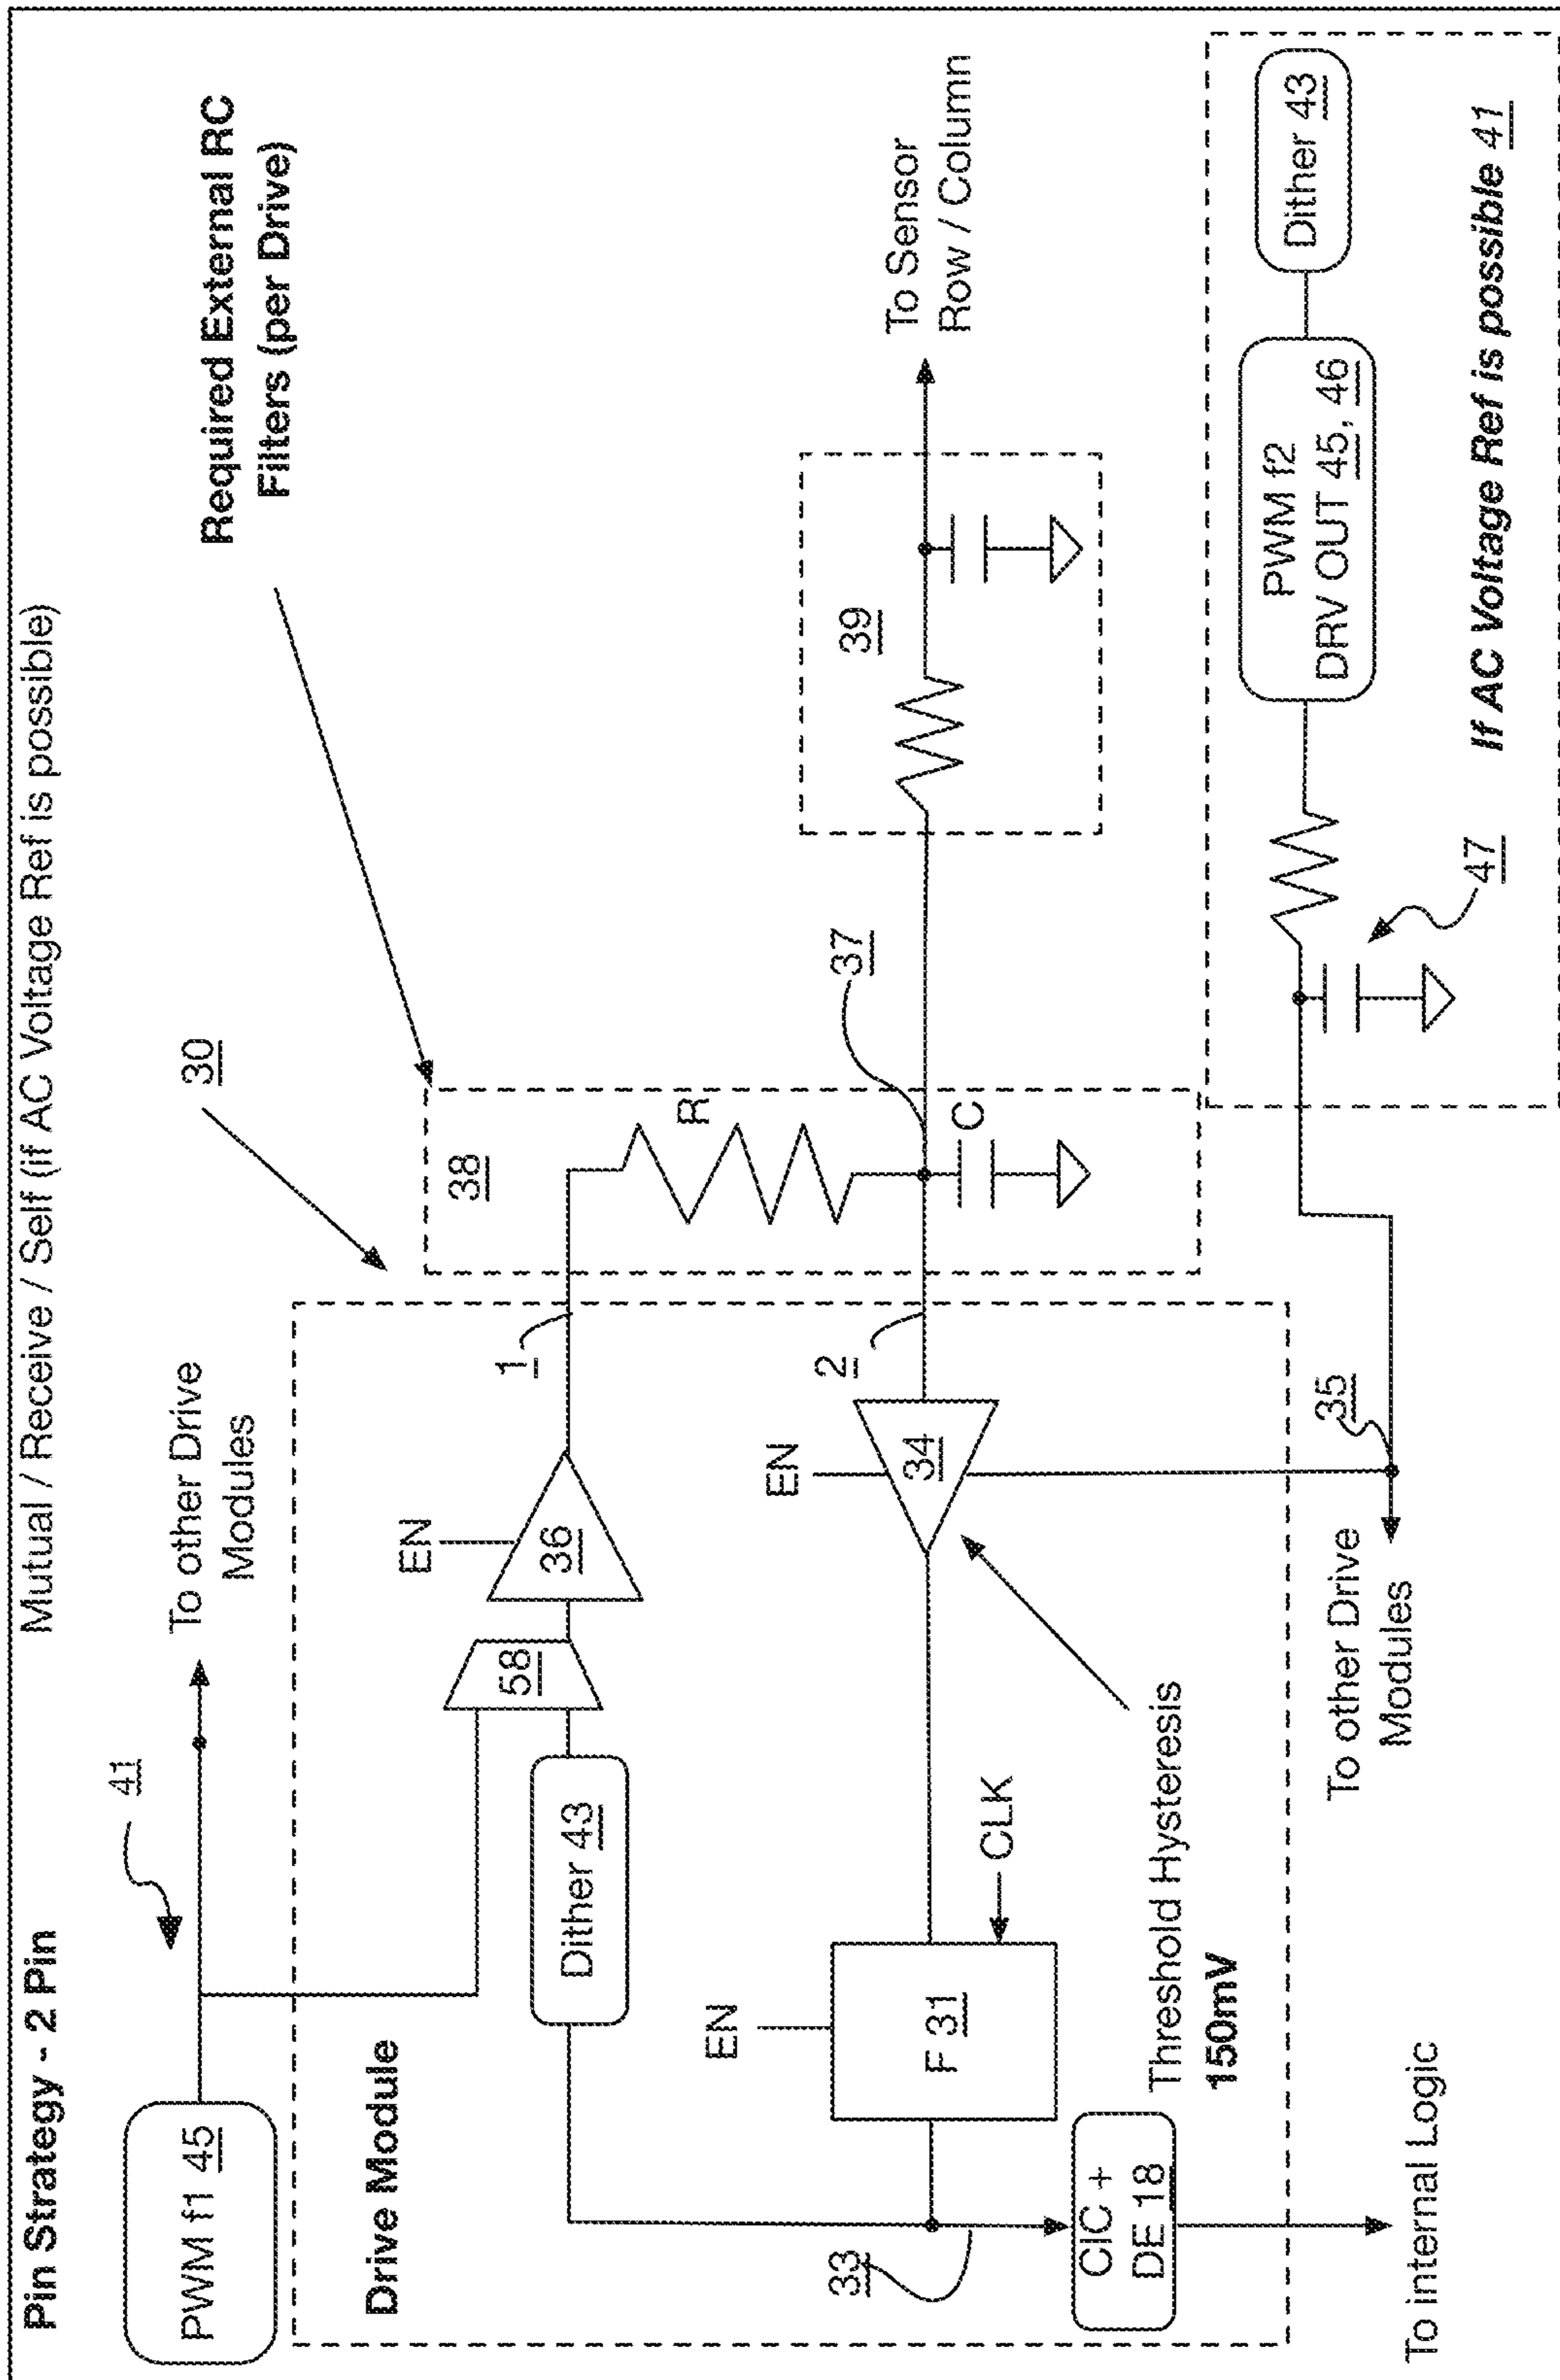 Pin Strategy - 2 Pin
Mutual / Receive / Self (if AC Voltage Ref is possible)
PWM f1 45
41
To other Drive
Modules
30
Required External RC
Filters (per Drive)
Drive Module
Dither 43
58
EN
36
1
38
R
37
C
39
To Sensor
Row / Column
EN
F 31
CLK
EN
34
2
33
CIC +
DE 18
Threshold Hysteresis
150mV
To internal Logic
To other Drive
Modules
35
47
PWM f2
DRV OUT 45, 46
Dither 43
If AC Voltage Ref is possible 41